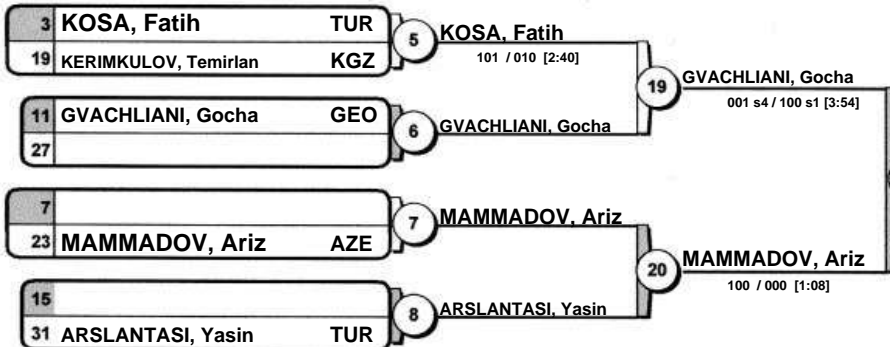 3 KOSA, Fatih TUR
19 KERIMKULOV, Temirlan KGZ
5 KOSA, Fatih
101 / 010 [2:40]
11 GVACHLIANI, Gocha GEO
27
6 GVACHLIANI, Gocha
19 GVACHLIANI, Gocha
001 s4 / 100 s1 [3:54]
7
23 MAMMADOV, Ariz AZE
7 MAMMADOV, Ariz
15
31 ARSLANTASI, Yasin TUR
8 ARSLANTASI, Yasin
20 MAMMADOV, Ariz
100 / 000 [1:08]